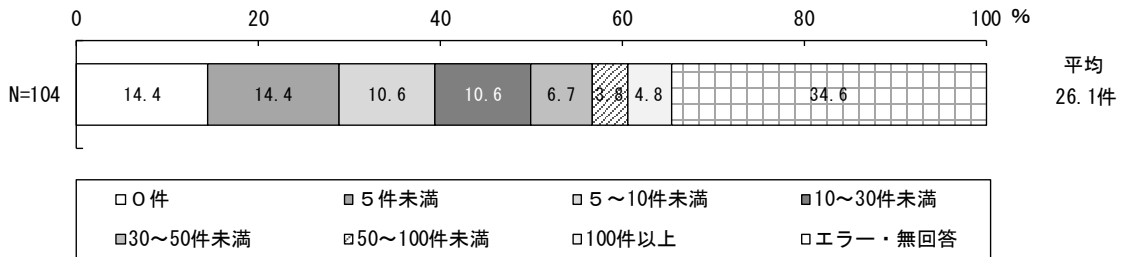 0 20 40 60 80 100 %
平均
N=104 14.4 14.4 10.6 10.6 6.7 3.8 4.8 34.6 26.1件
０件 ５件未満 ５～10件未満 10～30件未満
30～50件未満 50～100件未満 100件以上 エラー・無回答